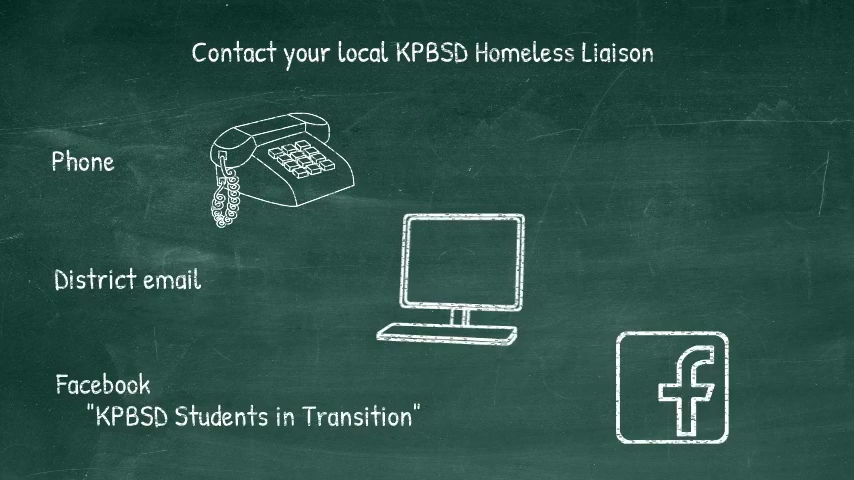 Contact your local KPBSD Homeless Liaison
Phone
District email
Facebook
"KPBSD Students in Transition"